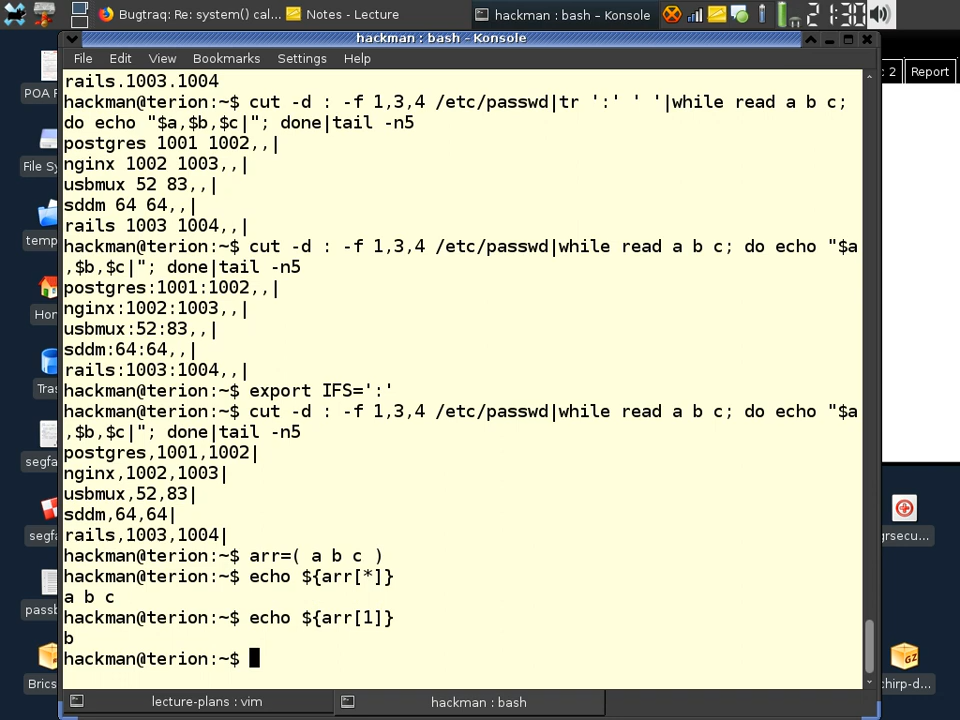 Bugtraq: Re: system() cal...
Notes - Lecture
hackman : bash – Konsole
21:30
hackman : bash – Konsole
File Edit View Bookmarks Settings Help
: 2
Report
rails.1003.1004
hackman@terion:~$ cut -d : -f 1,3,4 /etc/passwd|tr ':' ' '|while read a b c;
do echo "$a,$b,$c|"; done|tail -n5
postgres 1001 1002,,|
nginx 1002 1003,,|
usbmux 52 83,,|
sddm 64 64,,|
rails 1003 1004,,|
hackman@terion:~$ cut -d : -f 1,3,4 /etc/passwd|while read a b c; do echo "$a
,$b,$c|"; done|tail -n5
postgres:1001:1002,,|
nginx:1002:1003,,|
usbmux:52:83,,|
sddm:64:64,,|
rails:1003:1004,,|
hackman@terion:~$ export IFS=':'
hackman@terion:~$ cut -d : -f 1,3,4 /etc/passwd|while read a b c; do echo "$a
,$b,$c|"; done|tail -n5
postgres,1001,1002|
nginx,1002,1003|
usbmux,52,83|
sddm,64,64|
rails,1003,1004|
hackman@terion:~$ arr=( a b c )
hackman@terion:~$ echo ${arr[*]}
a b c
hackman@terion:~$ echo ${arr[1]}
b
hackman@terion:~$
lecture-plans : vim
hackman : bash
POA
File Sy
temp
Hor
Tra
segfa
segf
passb
Brics
grsecu...
chirp-d...
GZ